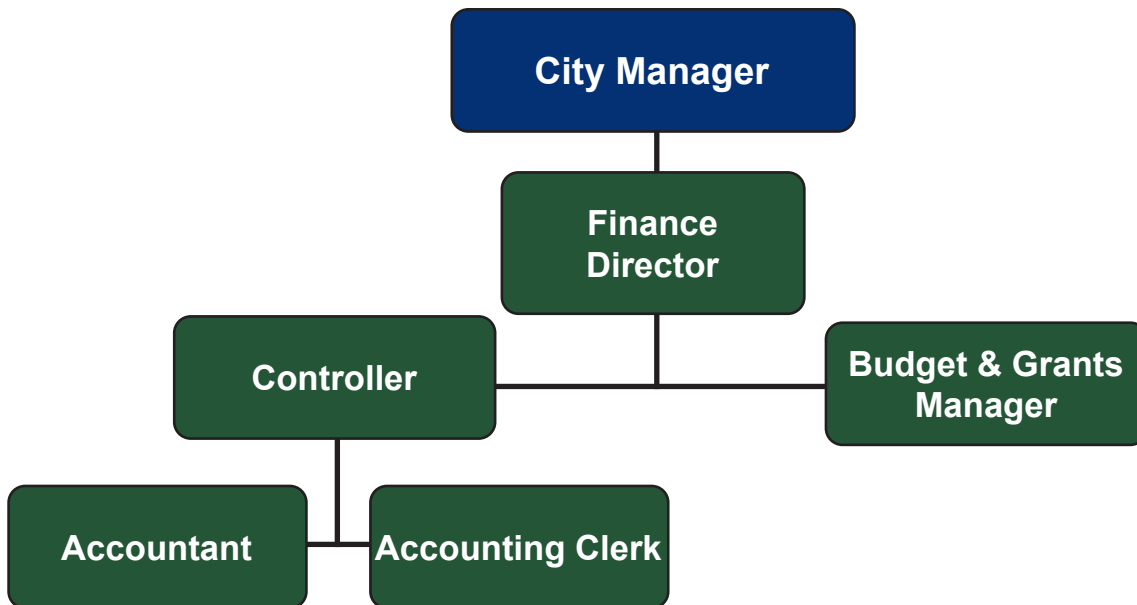 City Manager
Finance
Director
Controller
Budget & Grants
Manager
Accountant
Accounting Clerk